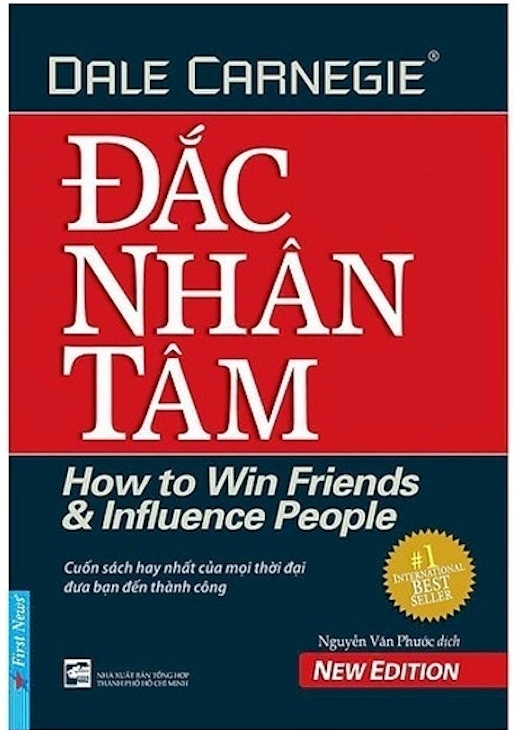 DALE CARNEGIE®
ĐẮC
NHÂN
TÂM
How to Win Friends
& Influence People
Cuốn sách hay nhất của mọi thời đại
đưa bạn đến thành công
#1
INTERNATIONAL
BEST
SELLER
Nguyễn Văn Phước dịch
NEW EDITION
First News
NHÀ XUẤT BẢN TỔNG HỢP
THÀNH PHỐ HỒ CHÍ MINH